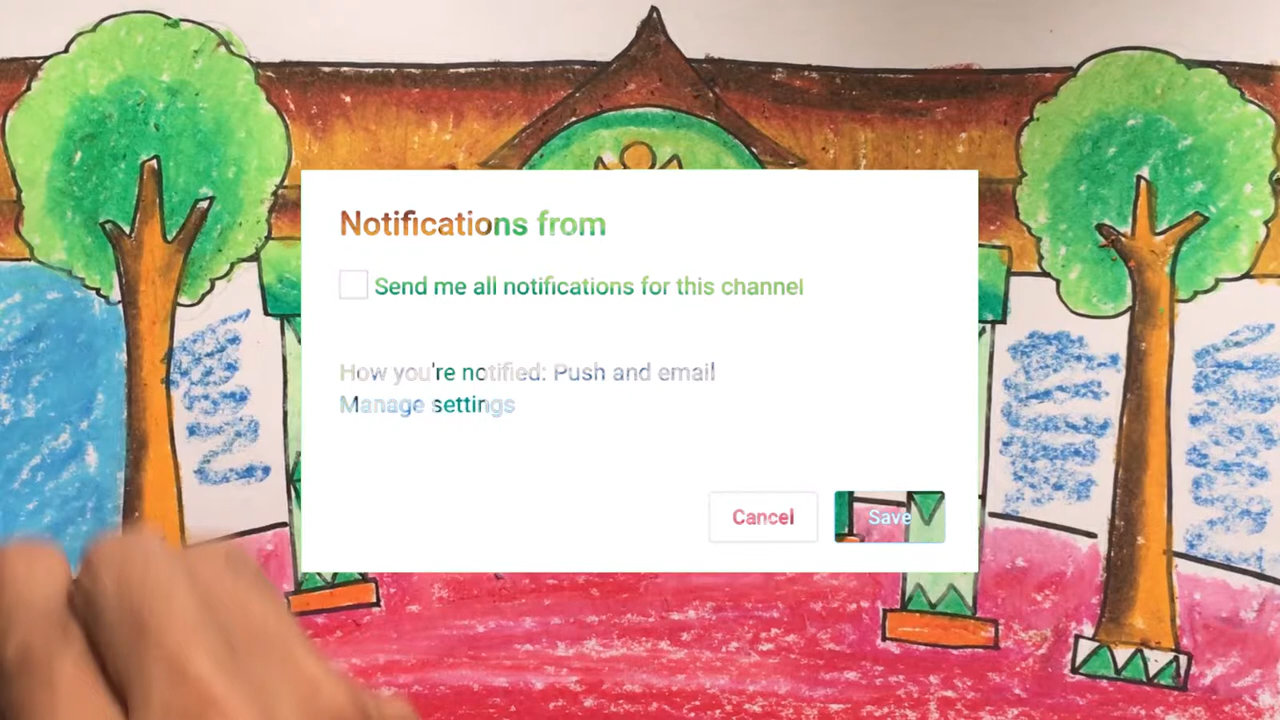 Notifications from
Send me all notifications for this channel
How you're notified: Push and email
Manage settings
Cancel
Save